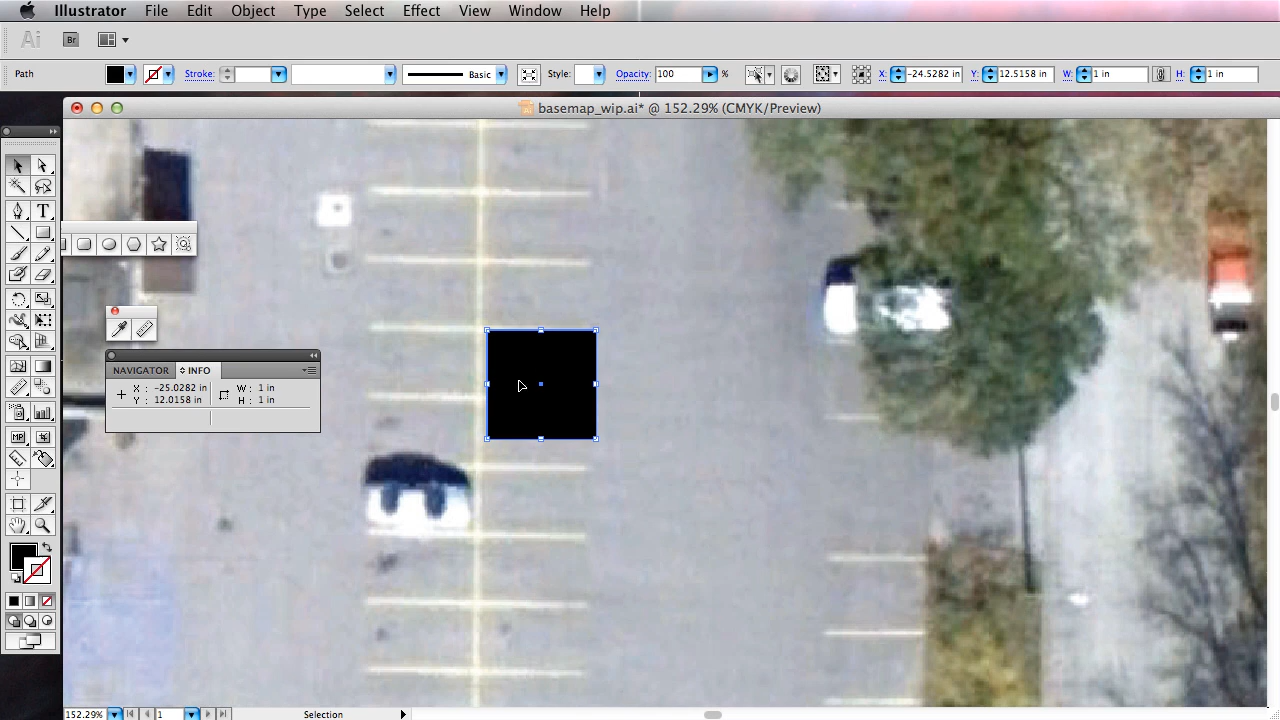 Illustrator File Edit Object Type Select Effect View Window Help
Ai Br
Path Stroke: Basic Style: Opacity: 100 % X: -24.5282 in Y: 12.5158 in W: 1 in H: 1 in
basemap_wip.ai* @ 152.29% (CMYK/Preview)
T
NAVIGATOR INFO
X : -25.0282 in W : 1 in
Y : 12.0158 in H : 1 in
152.29% 1 Selection